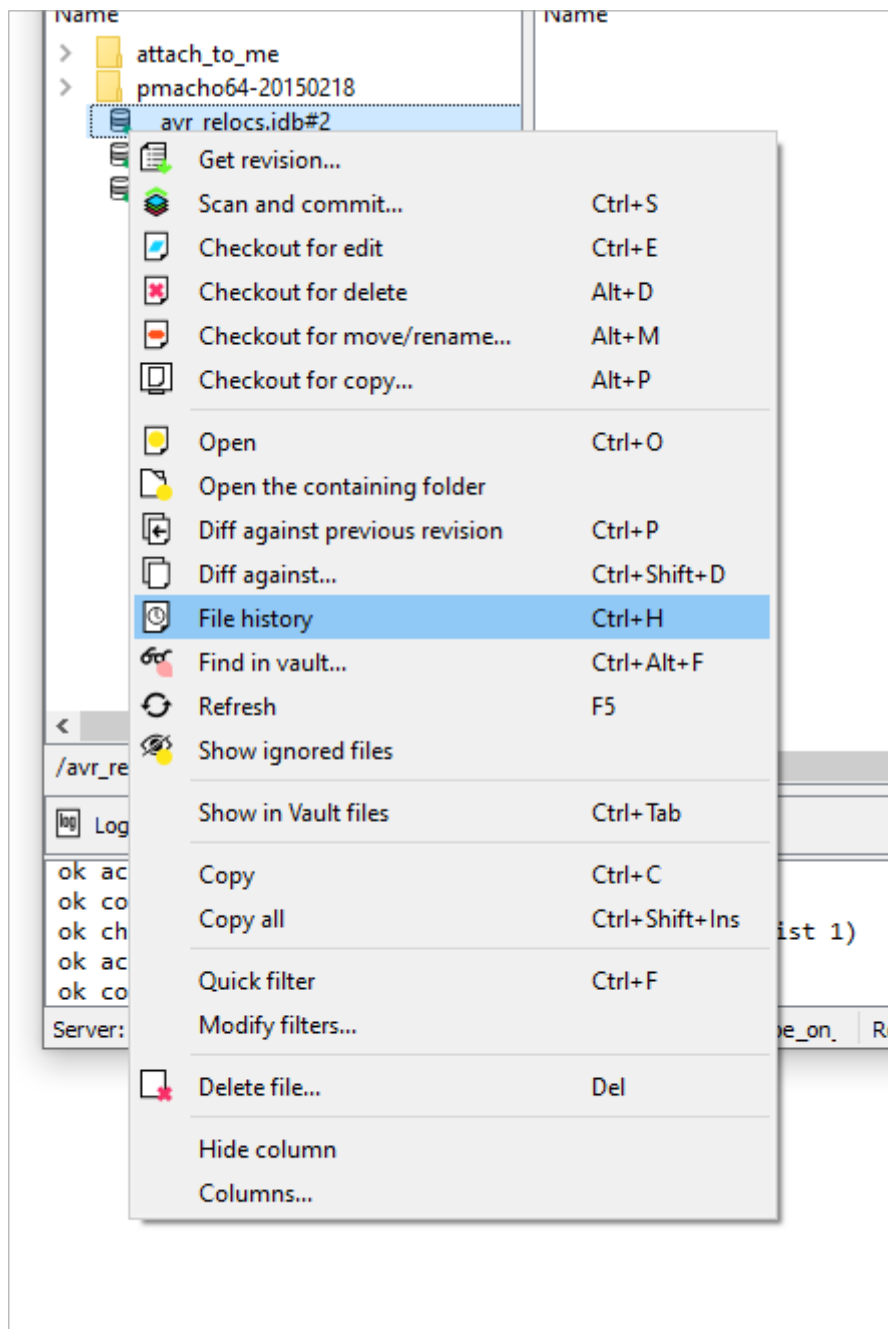 Name Name
attach_to_me
pmacho64-20150218
avr_relocs.idb#2
Get revision...
Scan and commit... Ctrl+S
Checkout for edit Ctrl+E
Checkout for delete Alt+D
Checkout for move/rename... Alt+M
Checkout for copy... Alt+P
Open Ctrl+O
Open the containing folder
Diff against previous revision Ctrl+P
Diff against... Ctrl+Shift+D
File history Ctrl+H
Find in vault... Ctrl+Alt+F
Refresh F5
Show ignored files
/avr_re
Show in Vault files Ctrl+Tab
log Log
Copy Ctrl+C
ok ac
ok co
Copy all Ctrl+Shift+Ins
ok ch ist 1)
ok ac
Quick filter Ctrl+F
ok co
Modify filters...
Server: pe_on_ R
Delete file... Del
Hide column
Columns...